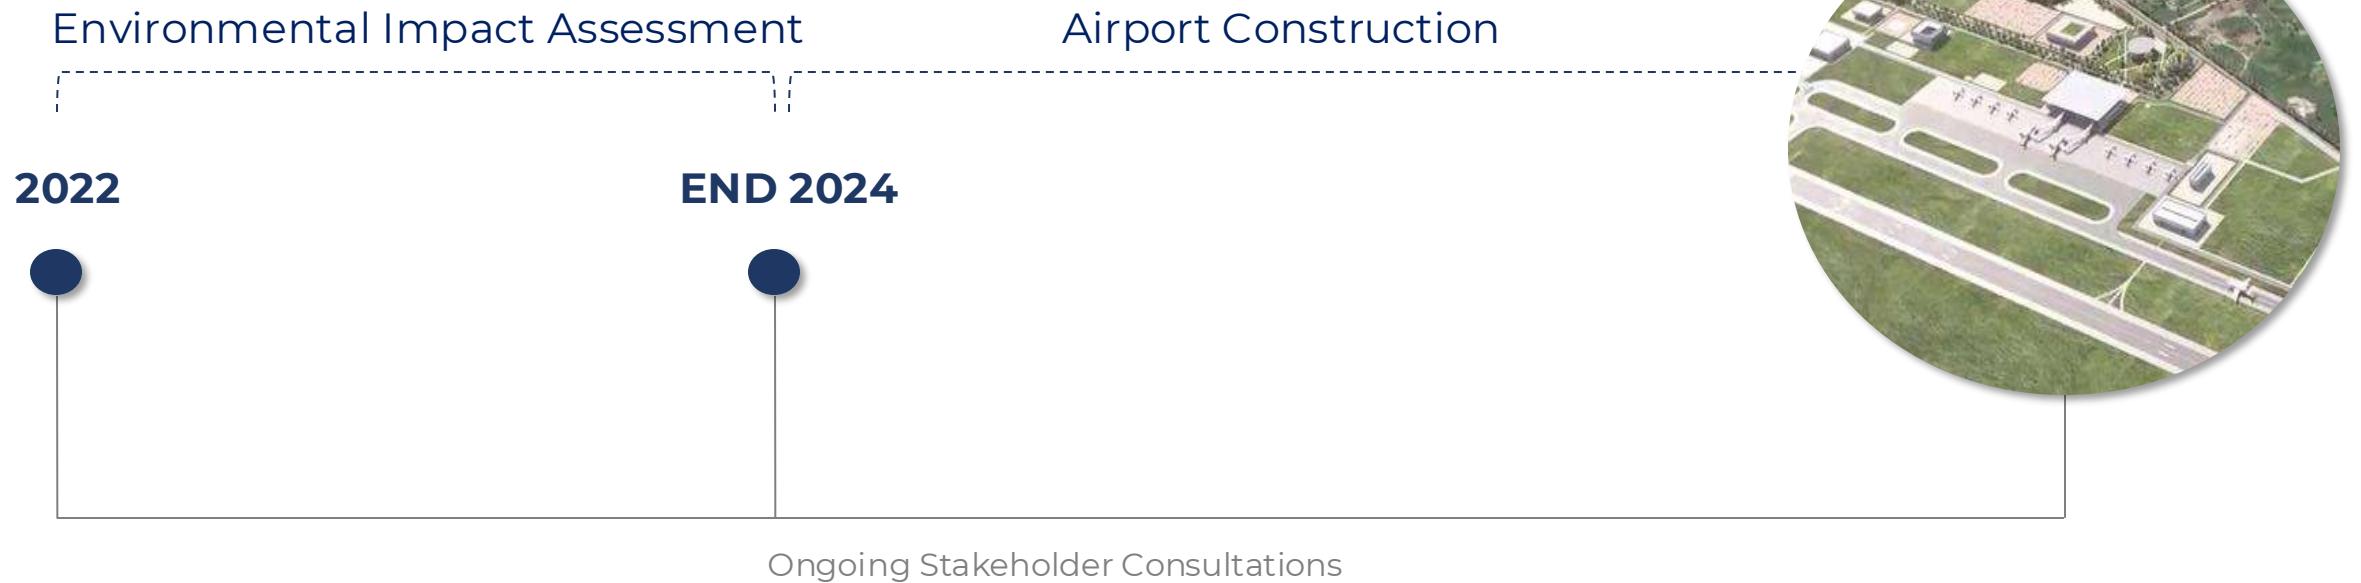 Environmental Impact Assessment
Airport Construction
2022
END 2024
Ongoing Stakeholder Consultations